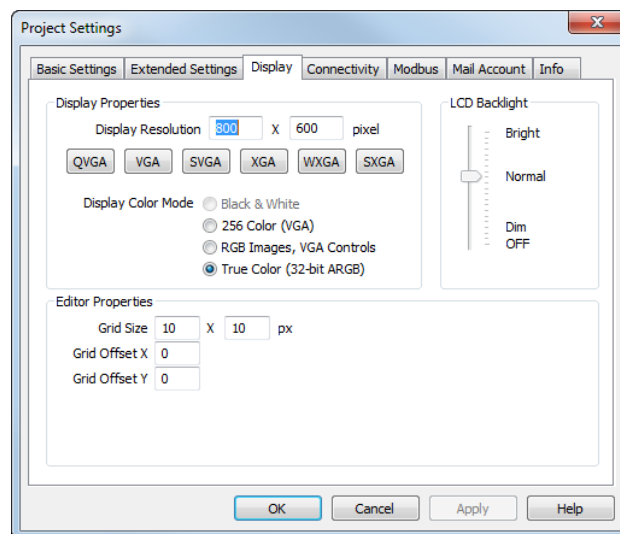 Project Settings
Basic Settings Extended Settings Display Connectivity Modbus Mail Account Info
Display Properties
Display Resolution 800 X 600 pixel
QVGA VGA SVGA XGA WXGA SXGA
Display Color Mode Black & White
256 Color (VGA)
RGB Images, VGA Controls
True Color (32-bit ARGB)
LCD Backlight
Bright
Normal
Dim
OFF
Editor Properties
Grid Size 10 X 10 px
Grid Offset X 0
Grid Offset Y 0
OK Cancel Apply Help